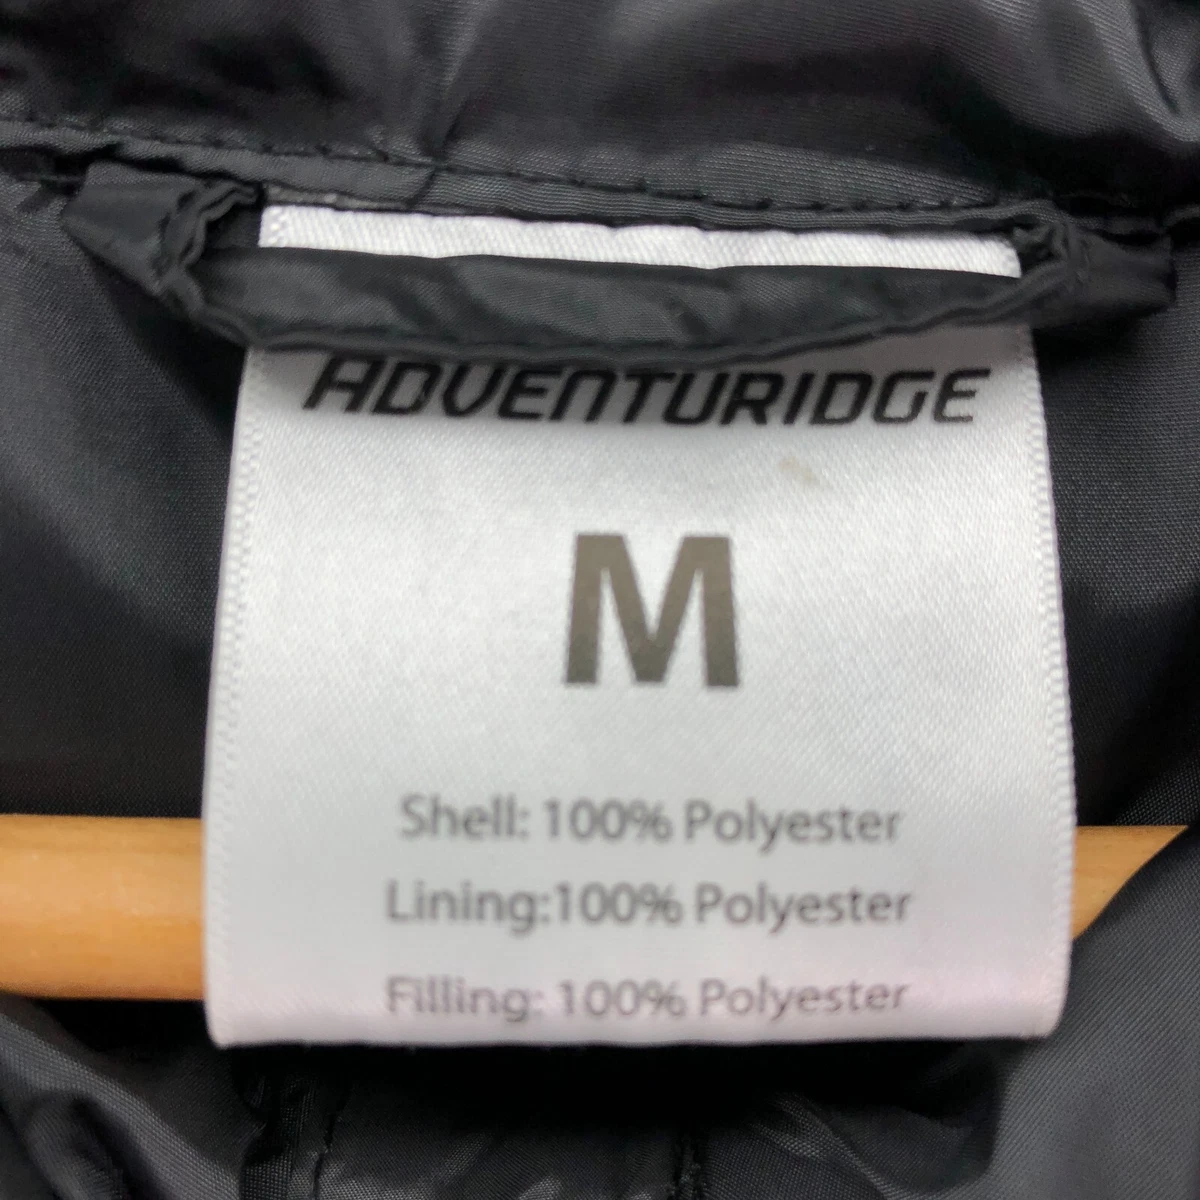 ADVENTURIDGE
M
Shell: 100% Polyester
Lining:100% Polyester
Filling: 100% Polyester